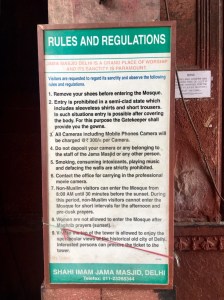 RULES AND REGULATIONS
JAMA MASJID DELHI IS A GRAND PLACE OF WORSHIP
AND ITS SANCTITY IS PARAMOUNT.
Visitors are requested to regard its sanctity and observe the following
rules and regulations.
1. Remove your shoes before entering the Mosque.
2. Entry is prohibited in a semi-clad state which
includes sleeveless shirts and short trousers.
In such situations entry is possible after covering
the body. For this purpose the Gatekeeper shall
provide you the gowns.
3. All Cameras including Mobile Phones Camera will
be charged @ 300/- per Camera.
4. Do not deposit your camera or any belonging to
the staff of the Jama Masjid or any other person.
5. Smoking, consuming intoxicants, playing music
and defacing the walls are strictly prohibited.
6. Contact the office for carrying in the professional
movie camera.
7. Non-Muslim visitors can enter the Mosque from
8:00 AM until 30 minutes before the sunset. During
this period, non-Muslim visitors cannot enter the
Mosque for short intervals for the afternoon and
pre-dusk prayers.
8. Visitors are not allowed to enter the Mosque after
Maghrib prayers (sunset).
9. of the tower is allowed to enjoy the
spectacular views of the historical old city of Delhi.
Interested persons can procure the ticket to the
tower.
SHAHI IMAM JAMA MASJID, DELHI